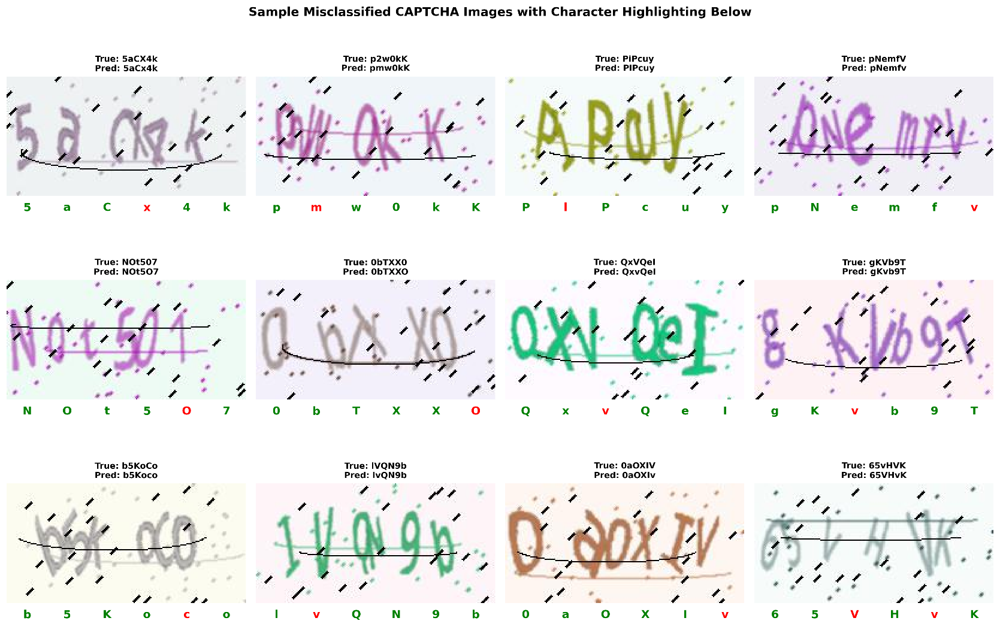 Sample Misclassified CAPTCHA Images with Character Highlighting Below
True: 5aCX4k
Pred: 5aCx4k
True: p2w0kK
Pred: pmw0kK
True: PiPcuy
Pred: PlPcuy
True: pNemfV
Pred: pNemfv
5 a C x 4 k
p m w 0 k K
P l P c u y
p N e m f v
True: NOt507
Pred: NOt5O7
True: 0bTXX0
Pred: 0bTXXO
True: QxVQeI
Pred: QxvQeI
True: gKVb9T
Pred: gKvb9T
N O t 5 O 7
0 b T X X O
Q x v Q e I
g K v b 9 T
True: b5KoCo
Pred: b5Koco
True: lVQN9b
Pred: lvQN9b
True: 0aOXIV
Pred: 0aOXIv
True: 65vHVK
Pred: 65VHvK
b 5 K o c o
l v Q N 9 b
0 a O X I v
6 5 V H v K